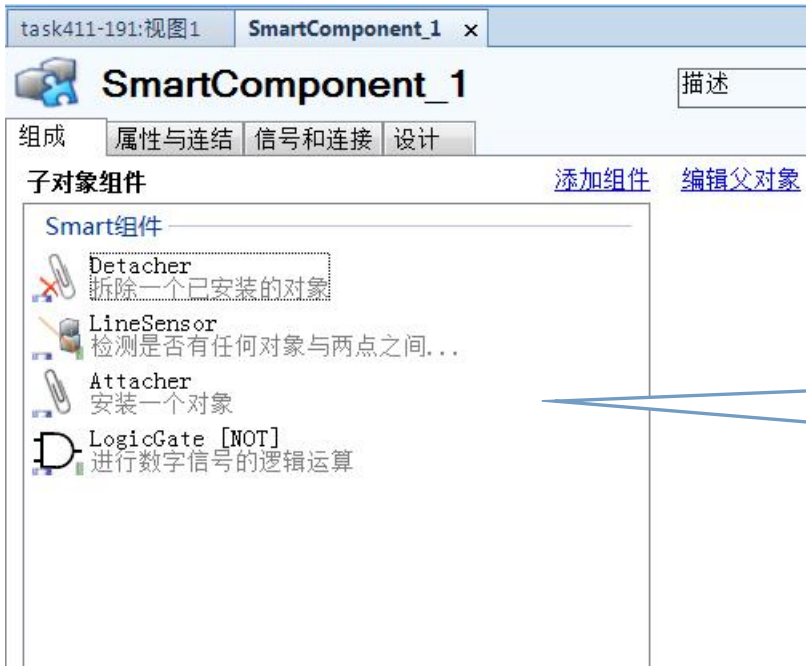 task411-191:视图1 SmartComponent_1 x
SmartComponent_1 描述
组成 属性与连结 信号和连接 设计
子对象组件 添加组件 编辑父对象
Smart组件
Detacher
拆除一个已安装的对象
LineSensor
检测是否有任何对象与两点之间...
Attacher
安装一个对象
LogicGate [NOT]
进行数字信号的逻辑运算